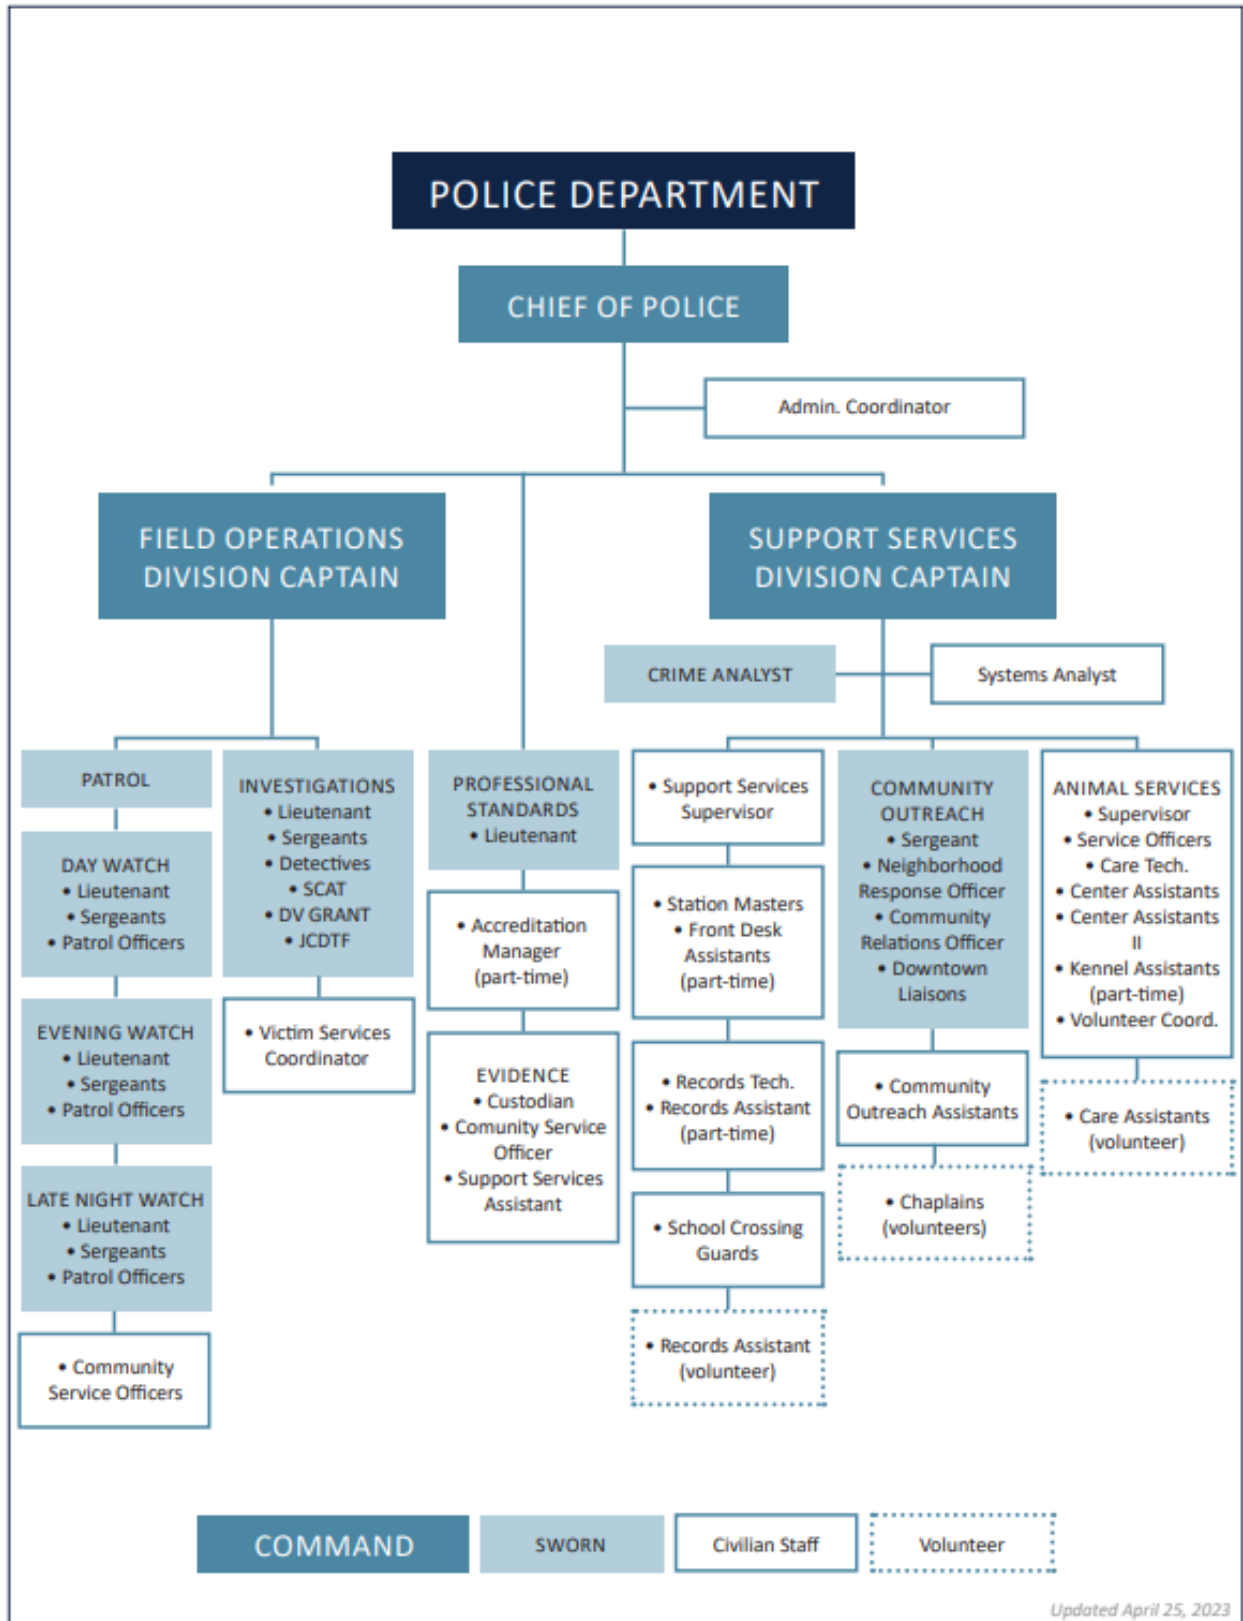 POLICE DEPARTMENT
CHIEF OF POLICE
Admin. Coordinator
FIELD OPERATIONS
DIVISION CAPTAIN
SUPPORT SERVICES
DIVISION CAPTAIN
CRIME ANALYST
Systems Analyst
PATROL
DAY WATCH
• Lieutenant
• Sergeants
• Patrol Officers
EVENING WATCH
• Lieutenant
• Sergeants
• Patrol Officers
LATE NIGHT WATCH
• Lieutenant
• Sergeants
• Patrol Officers
• Community
Service Officers
INVESTIGATIONS
• Lieutenant
• Sergeants
• Detectives
• SCAT
• DV GRANT
• JCDTF
• Victim Services
Coordinator
PROFESSIONAL
STANDARDS
• Lieutenant
• Accreditation
Manager
(part-time)
EVIDENCE
• Custodian
• Comunity Service
Officer
• Support Services
Assistant
• Support Services
Supervisor
• Station Masters
• Front Desk
Assistants
(part-time)
• Records Tech.
• Records Assistant
(part-time)
• School Crossing
Guards
• Records Assistant
(volunteer)
COMMUNITY
OUTREACH
• Sergeant
• Neighborhood
Response Officer
• Community
Relations Officer
• Downtown
Liaisons
• Community
Outreach Assistants
• Chaplains
(volunteers)
ANIMAL SERVICES
• Supervisor
• Service Officers
• Care Tech.
• Center Assistants
• Center Assistants
II
• Kennel Assistants
(part-time)
• Volunteer Coord.
• Care Assistants
(volunteer)
COMMAND
SWORN
Civilian Staff
Volunteer
Updated April 25, 2023